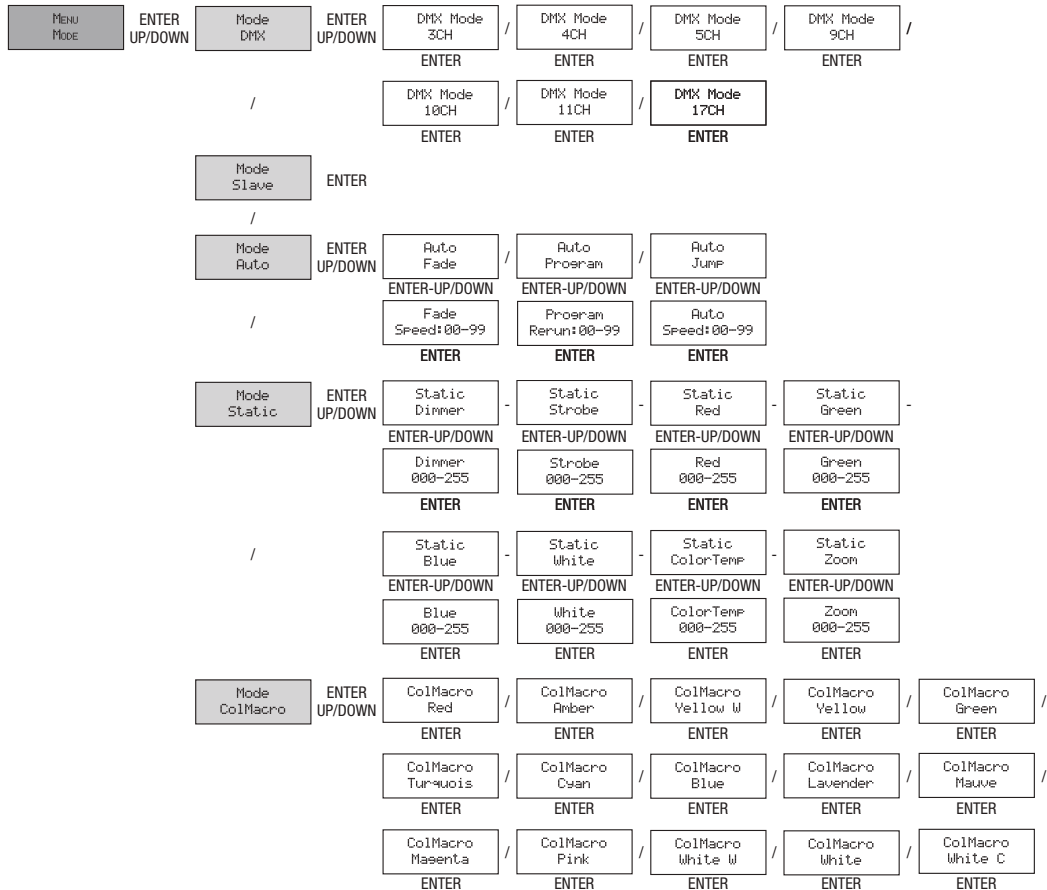 MENU MODE ENTER UP/DOWN Mode DMX ENTER UP/DOWN DMX Mode 3CH / DMX Mode 4CH / DMX Mode 5CH / DMX Mode 9CH /
ENTER ENTER ENTER ENTER
/ DMX Mode 10CH / DMX Mode 11CH / DMX Mode 17CH
ENTER ENTER ENTER
Mode Slave ENTER
/
Mode Auto ENTER UP/DOWN Auto Fade / Auto Program / Auto Jump
ENTER-UP/DOWN ENTER-UP/DOWN ENTER-UP/DOWN
/ Fade Speed:00-99 Program Rerun:00-99 Auto Speed:00-99
ENTER ENTER ENTER
Mode Static ENTER UP/DOWN Static Dimmer - Static Strobe - Static Red - Static Green -
ENTER-UP/DOWN ENTER-UP/DOWN ENTER-UP/DOWN ENTER-UP/DOWN
Dimmer 000-255 Strobe 000-255 Red 000-255 Green 000-255
ENTER ENTER ENTER ENTER
/ Static Blue - Static White - Static ColorTemp - Static Zoom
ENTER-UP/DOWN ENTER-UP/DOWN ENTER-UP/DOWN ENTER-UP/DOWN
Blue 000-255 White 000-255 ColorTemp 000-255 Zoom 000-255
ENTER ENTER ENTER ENTER
Mode ColMacro ENTER UP/DOWN ColMacro Red / ColMacro Amber / ColMacro Yellow W / ColMacro Yellow / ColMacro Green /
ENTER ENTER ENTER ENTER ENTER
ColMacro Turquois / ColMacro Cyan / ColMacro Blue / ColMacro Lavender / ColMacro Mauve /
ENTER ENTER ENTER ENTER ENTER
ColMacro Magenta / ColMacro Pink / ColMacro White W / ColMacro White / ColMacro White C
ENTER ENTER ENTER ENTER ENTER